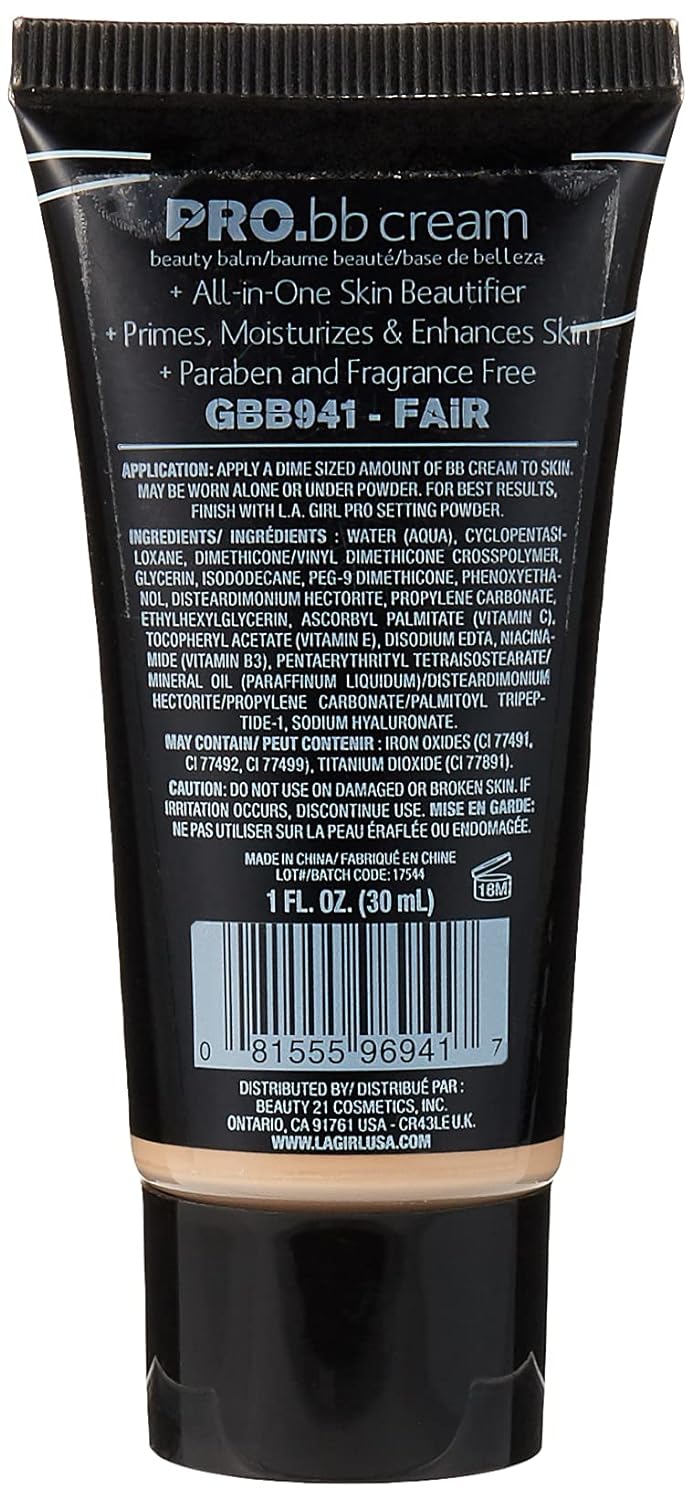 PRO.bb cream
beauty balm/baume beauté/base de belleza
+ All-in-One Skin Beautifier
+ Primes, Moisturizes & Enhances Skin
+ Paraben and Fragrance Free
GBB941 - FAiR
APPLICATION: APPLY A DIME SIZED AMOUNT OF BB CREAM TO SKIN.
MAY BE WORN ALONE OR UNDER POWDER. FOR BEST RESULTS,
FINISH WITH L.A. GIRL PRO SETTING POWDER.
INGREDIENTS/ INGRÉDIENTS : WATER (AQUA), CYCLOPENTASI-
LOXANE, DIMETHICONE/VINYL DIMETHICONE CROSSPOLYMER,
GLYCERIN, ISODODECANE, PEG-9 DIMETHICONE, PHENOXYETHA-
NOL, DISTEARDIMONIUM HECTORITE, PROPYLENE CARBONATE,
ETHYLHEXYLGLYCERIN, ASCORBYL PALMITATE (VITAMIN C),
TOCOPHERYL ACETATE (VITAMIN E), DISODIUM EDTA, NIACINA-
MIDE (VITAMIN B3), PENTAERYTHRITYL TETRAISOSTEARATE/
MINERAL OIL (PARAFFINUM LIQUIDUM)/DISTEARDIMONIUM
HECTORITE/PROPYLENE CARBONATE/PALMITOYL TRIPEP-
TIDE-1, SODIUM HYALURONATE.
MAY CONTAIN/ PEUT CONTENIR : IRON OXIDES (CI 77491,
CI 77492, CI 77499), TITANIUM DIOXIDE (CI 77891).
CAUTION: DO NOT USE ON DAMAGED OR BROKEN SKIN. IF
IRRITATION OCCURS, DISCONTINUE USE. MISE EN GARDE:
NE PAS UTILISER SUR LA PEAU ÉRAFLÉE OU ENDOMAGÉE.
MADE IN CHINA/ FABRIQUÉ EN CHINE
LOT#/BATCH CODE: 17544
18M
1 FL. OZ. (30 mL)
0 81555 96941 7
DISTRIBUTED BY/ DISTRIBUÉ PAR :
BEAUTY 21 COSMETICS, INC.
ONTARIO, CA 91761 USA - CR43LE U.K.
WWW.LAGIRLUSA.COM